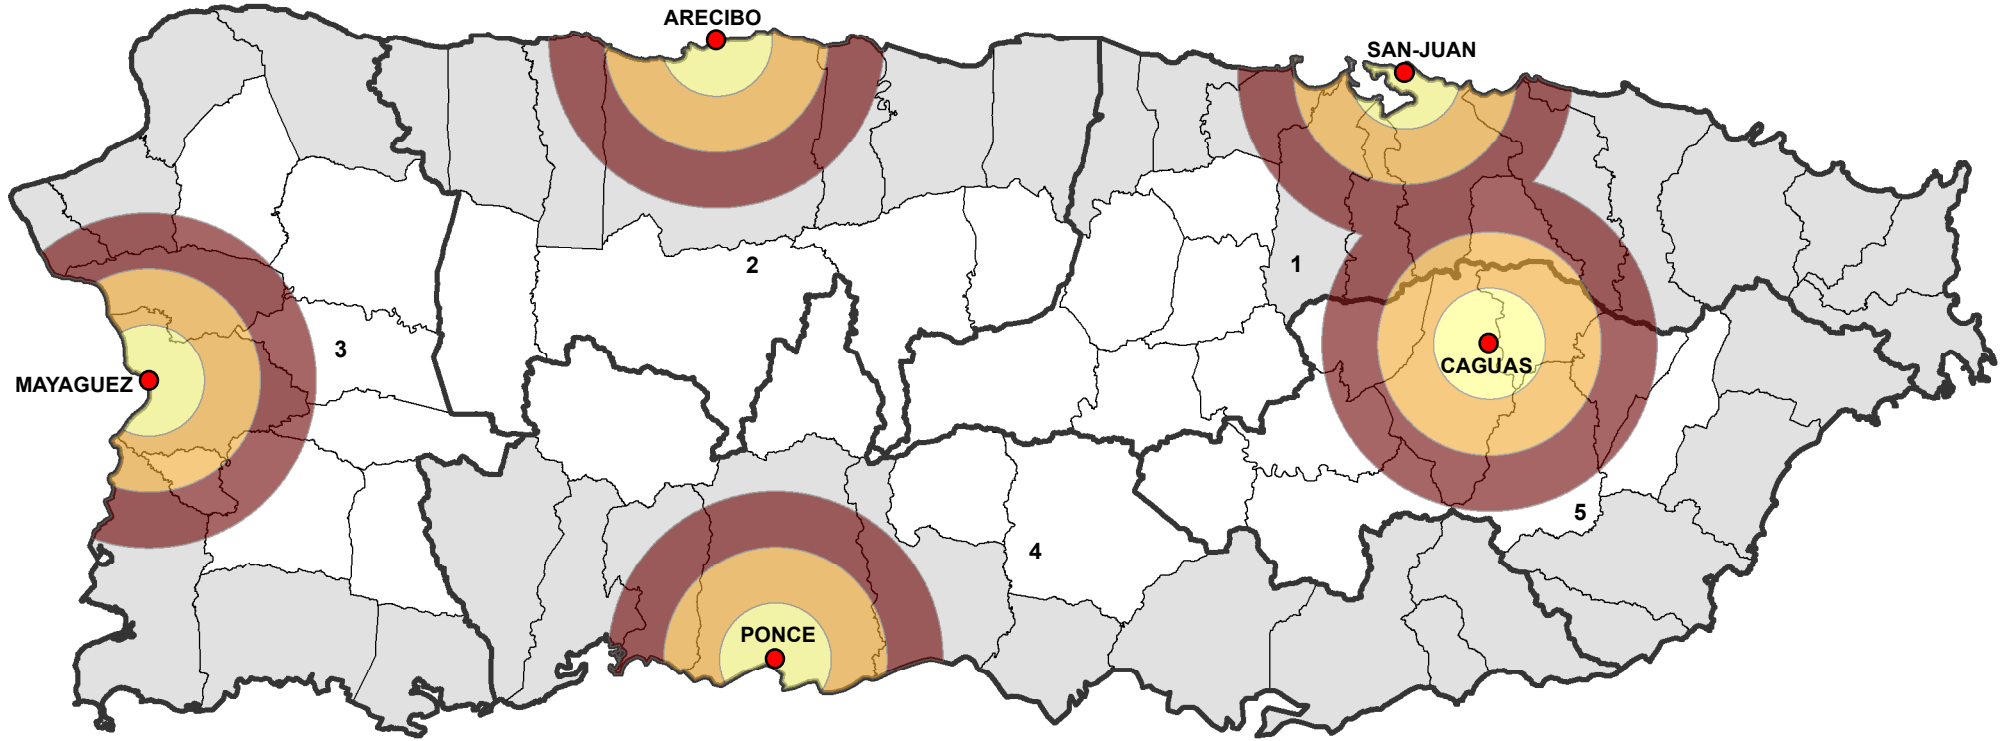 ARECIBO
SAN-JUAN
2
1
3
MAYAGUEZ
CAGUAS
5
4
PONCE